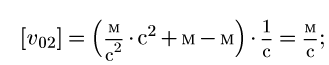 [v₀₂] = (м/с² · с² + м − м) · 1/с = м/с;